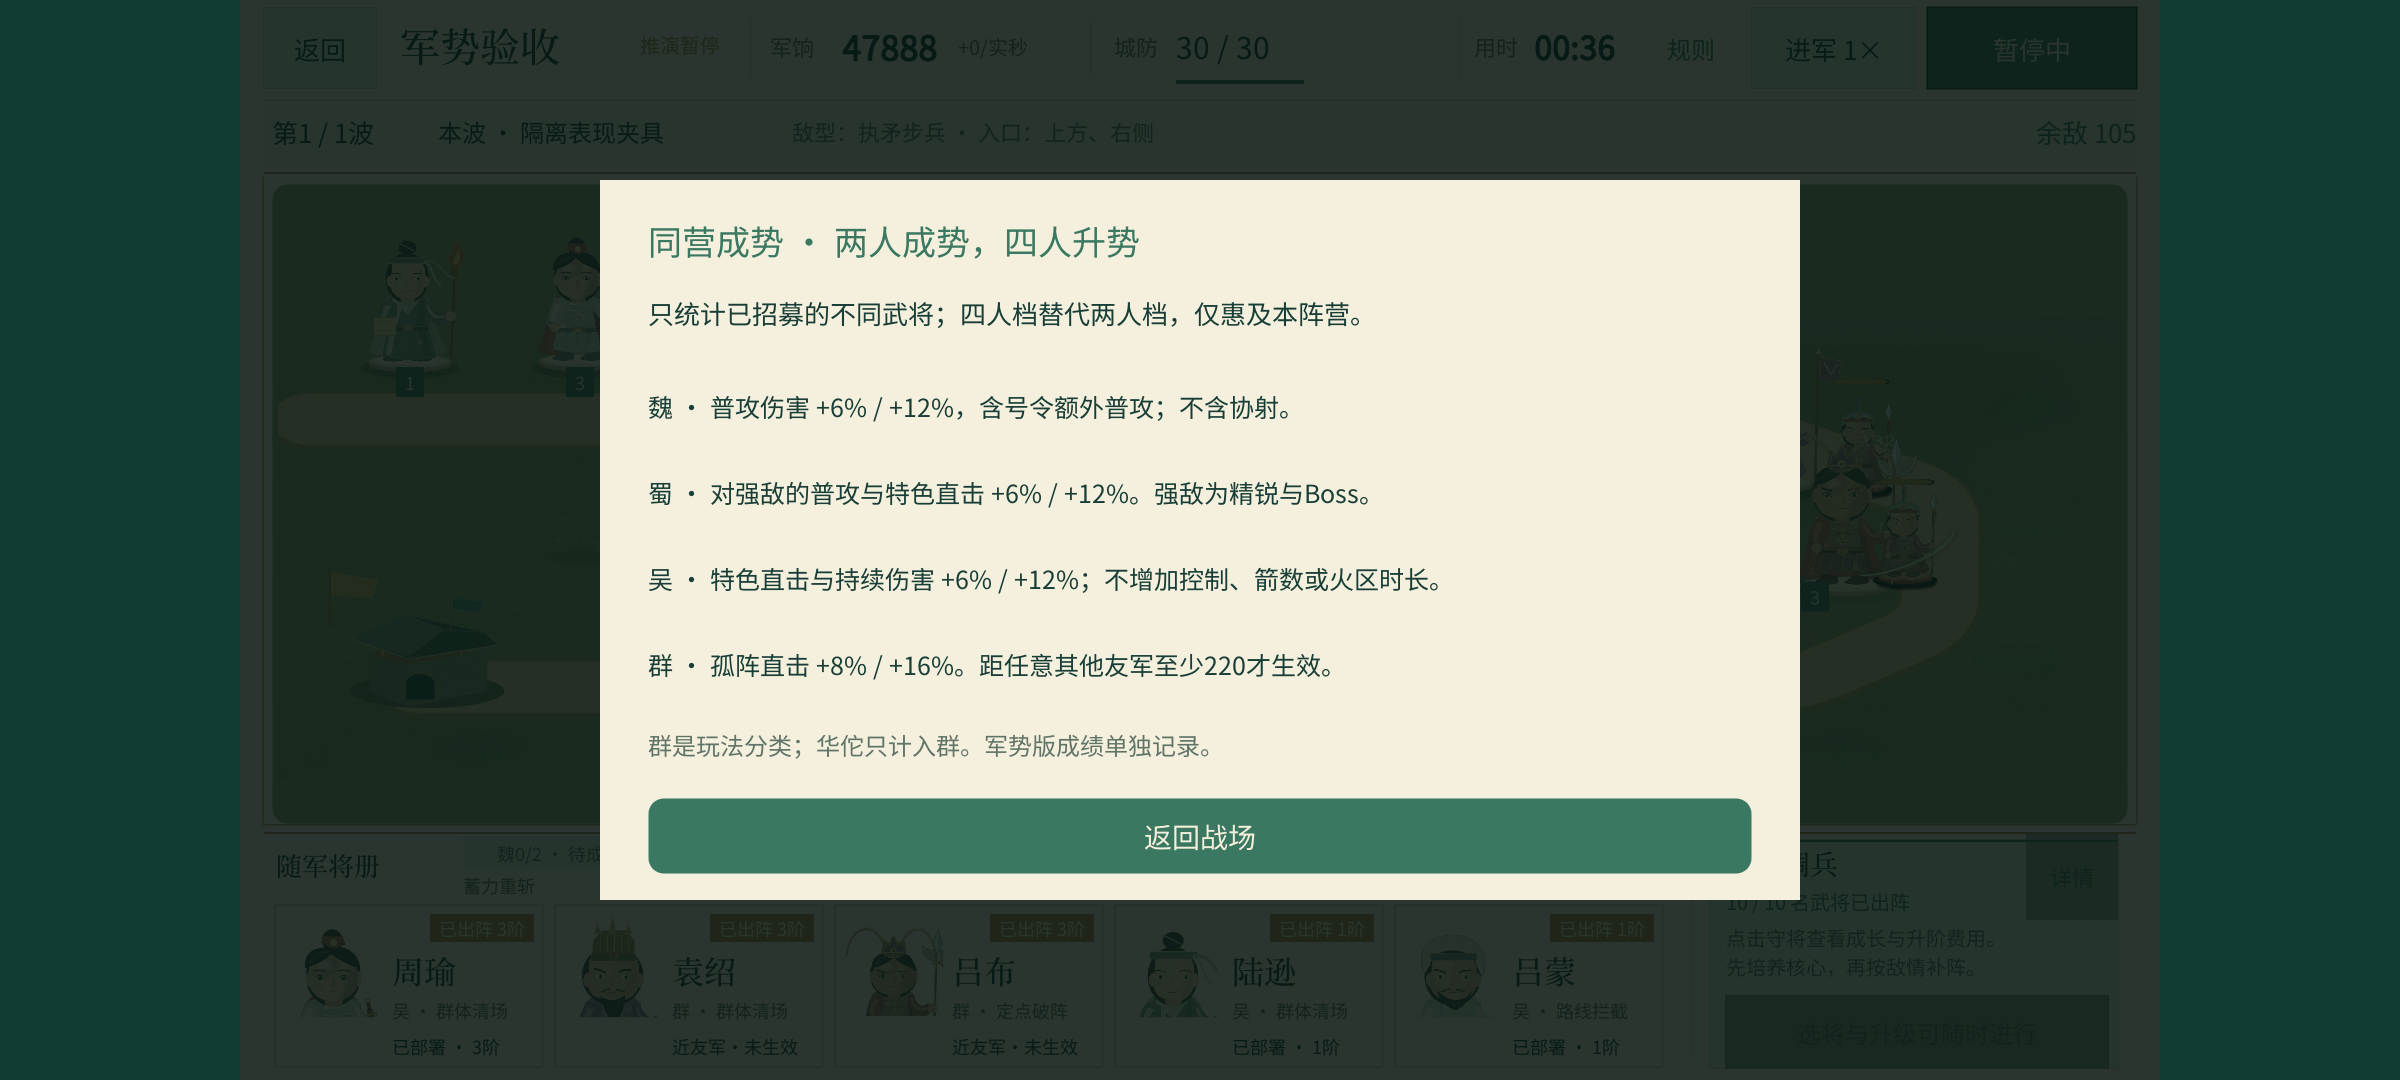 返回
军势验收
推演暂停
军饷 47888 +0/实秒
城防 30 / 30
用时 00:36
规则
进军 1×
暂停中
第1 / 1波
本波 · 隔离表现夹具
敌型：执矛步兵 · 入口：上方、右侧
余敌 105
同营成势 · 两人成势，四人升势
只统计已招募的不同武将；四人档替代两人档，仅惠及本阵营。
魏 · 普攻伤害 +6% / +12%，含号令额外普攻；不含协射。
蜀 · 对强敌的普攻与特色直击 +6% / +12%。强敌为精锐与Boss。
吴 · 特色直击与持续伤害 +6% / +12%；不增加控制、箭数或火区时长。
群 · 孤阵直击 +8% / +16%。距任意其他友军至少220才生效。
群是玩法分类；华佗只计入群。军势版成绩单独记录。
返回战场
1
3
3
随军将册
魏0/2 · 待成
蓄力重斩
已出阵 3阶
周瑜
吴 · 群体清场
已部署 · 3阶
已出阵 3阶
袁绍
群 · 群体清场
近友军·未生效
已出阵 3阶
吕布
群 · 定点破阵
近友军·未生效
已出阵 1阶
陆逊
吴 · 群体清场
已部署 · 1阶
已出阵 1阶
吕蒙
吴 · 路线拦截
已部署 · 1阶
兵
详情
10 / 10 名武将已出阵
点击守将查看成长与升阶费用。
先培养核心，再按敌情补阵。
选将与升级可随时进行